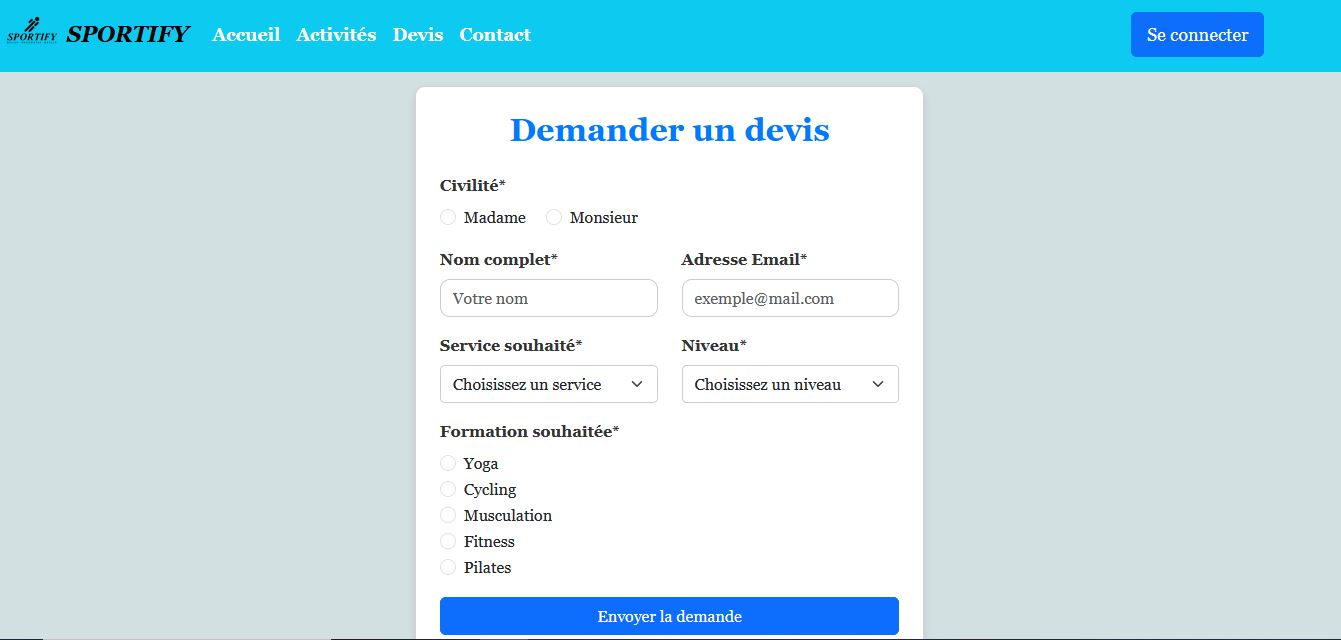 SPORTIFY SPORTIFY Accueil Activités Devis Contact Se connecter
Demander un devis
Civilité*
Madame Monsieur
Nom complet* Adresse Email*
Votre nom exemple@mail.com
Service souhaité* Niveau*
Choisissez un service Choisissez un niveau
Formation souhaitée*
Yoga
Cycling
Musculation
Fitness
Pilates
Envoyer la demande